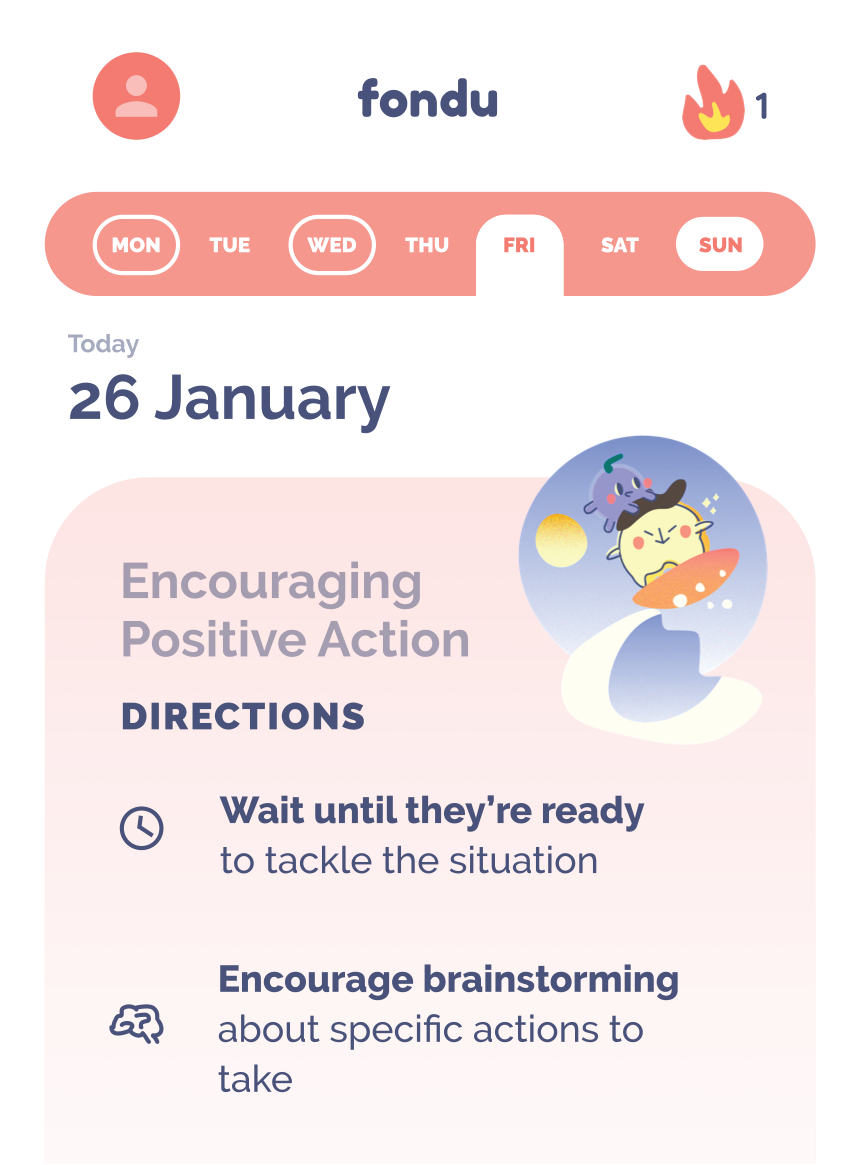 fondu
1
MON TUE WED THU FRI SAT SUN
Today
26 January
Encouraging
Positive Action
DIRECTIONS
Wait until they’re ready
to tackle the situation
Encourage brainstorming
about specific actions to
take